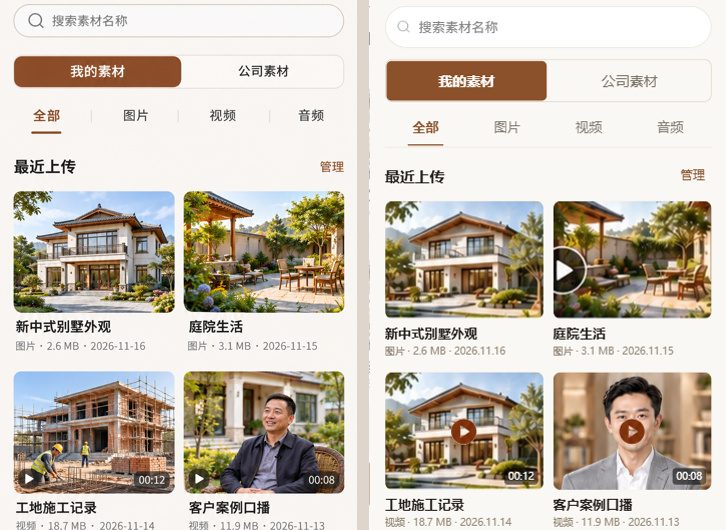 搜索素材名称
我的素材 公司素材
全部 图片 视频 音频
最近上传 管理
新中式别墅外观 庭院生活
图片・2.6 MB・2026-11-16 图片・3.1 MB・2026-11-15
00:12 00:08
工地施工记录 客户案例口播
视频・18.7 MB・2026-11-14 视频・11.9 MB・2026-11-13
搜索素材名称
我的素材 公司素材
全部 图片 视频 音频
最近上传 管理
新中式别墅外观 庭院生活
图片 · 2.6 MB · 2026.11.16 图片 · 3.1 MB · 2026.11.15
00:12 00:08
工地施工记录 客户案例口播
视频 · 18.7 MB · 2026.11.14 视频 · 11.9 MB · 2026.11.13